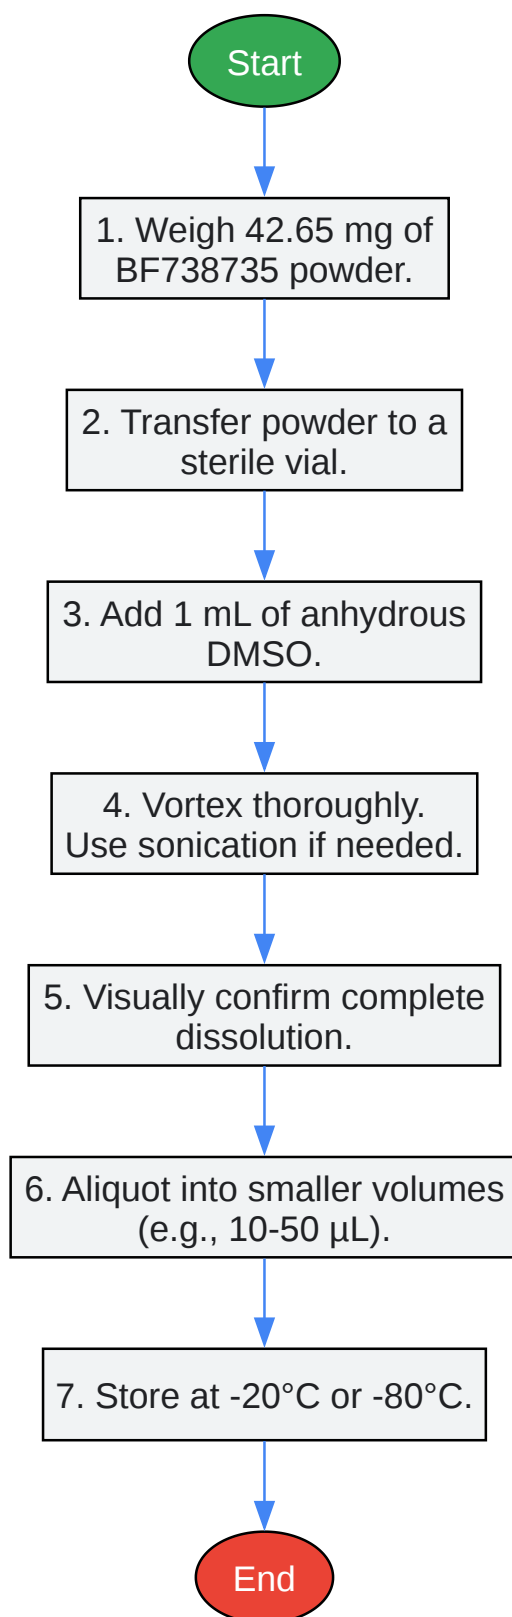 Start
1. Weigh 42.65 mg of
BF738735 powder.
2. Transfer powder to a
sterile vial.
3. Add 1 mL of anhydrous
DMSO.
4. Vortex thoroughly.
Use sonication if needed.
5. Visually confirm complete
dissolution.
6. Aliquot into smaller volumes
(e.g., 10-50 µL).
7. Store at -20°C or -80°C.
End